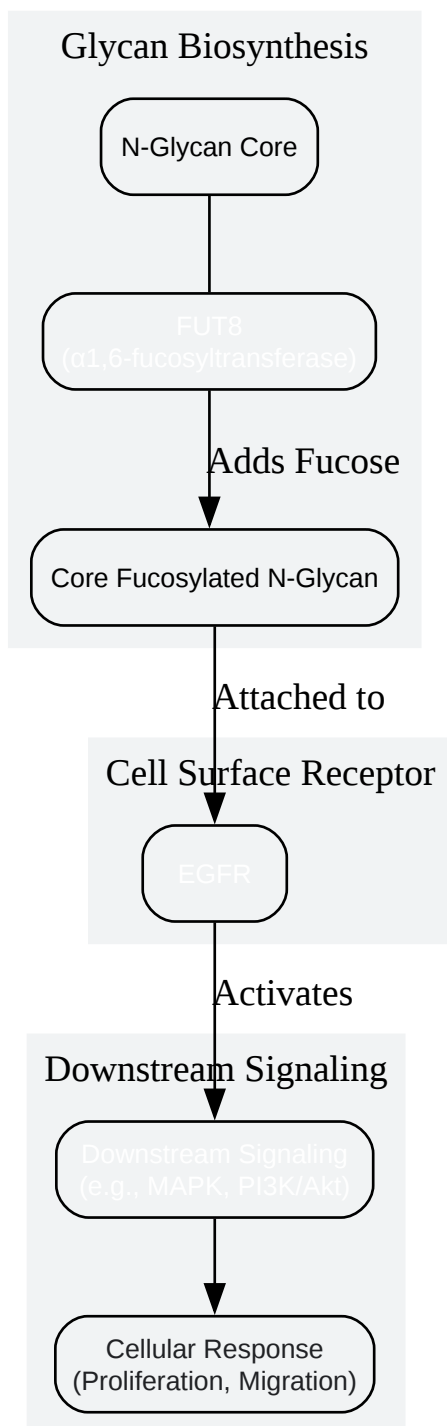 Glycan Biosynthesis
N-Glycan Core
FUT8
(α1,6-fucosyltransferase)
Adds Fucose
Core Fucosylated N-Glycan
Attached to
Cell Surface Receptor
EGFR
Activates
Downstream Signaling
Downstream Signaling
(e.g., MAPK, PI3K/Akt)
Cellular Response
(Proliferation, Migration)